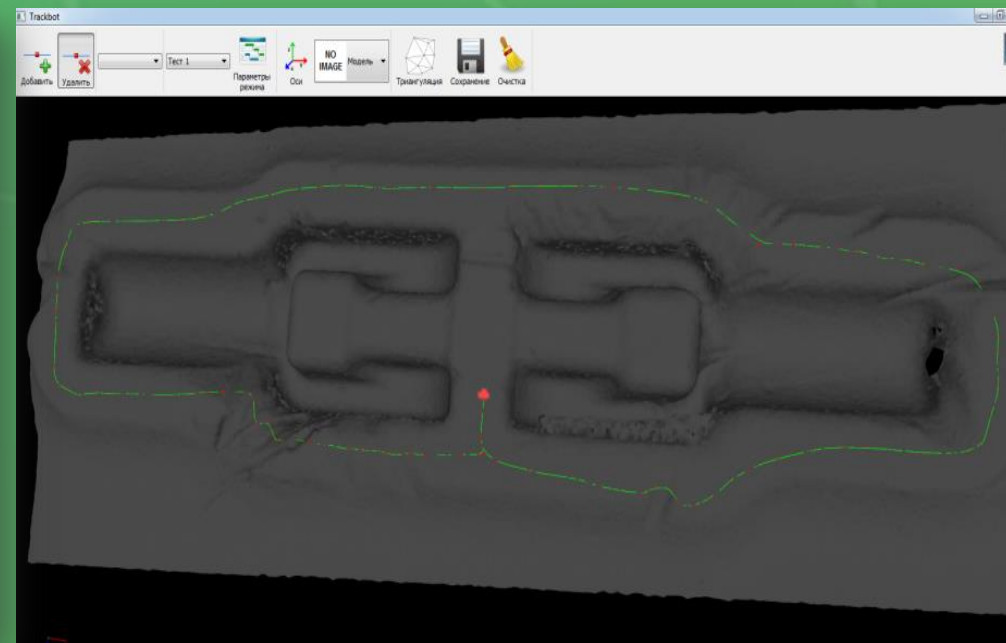 Trackbot
Добавить
Удалить
Тест 1
Параметры
режима
Оси
NO
IMAGE
Модель
Триангуляция
Сохранение
Очистка